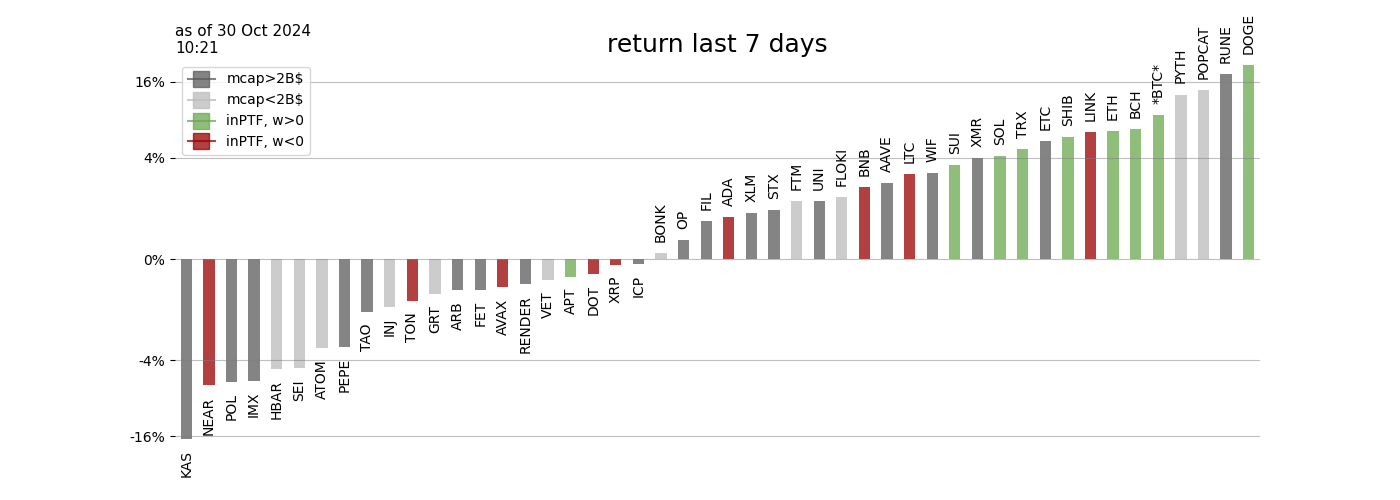 as of 30 Oct 2024
10:21
return last 7 days
mcap>2B$
mcap<2B$
inPTF, w>0
inPTF, w<0
16%
4%
0%
-4%
-16%
KAS
NEAR
POL
IMX
HBAR
SEI
ATOM
PEPE
TAO
INJ
TON
GRT
ARB
FET
AVAX
RENDER
VET
APT
DOT
XRP
ICP
BONK
OP
FIL
ADA
XLM
STX
FTM
UNI
FLOKI
BNB
AAVE
LTC
WIF
SUI
XMR
SOL
TRX
ETC
SHIB
LINK
ETH
BCH
*BTC*
PYTH
POPCAT
RUNE
DOGE